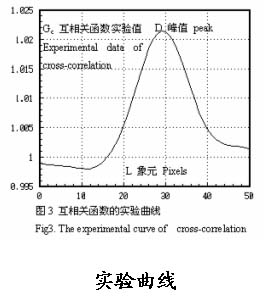 1.025
G. 互相关函数实验值 D 峰值 peak
1.02
Experimental data of
cross-correlation
1.015
1.01
1.005
1
L 象元 Pixels
0.995
0 10 20 30 40 50
图 3 互相关函数的实验曲线
Fig3. The experimental curve of cross-correlation
实验曲线